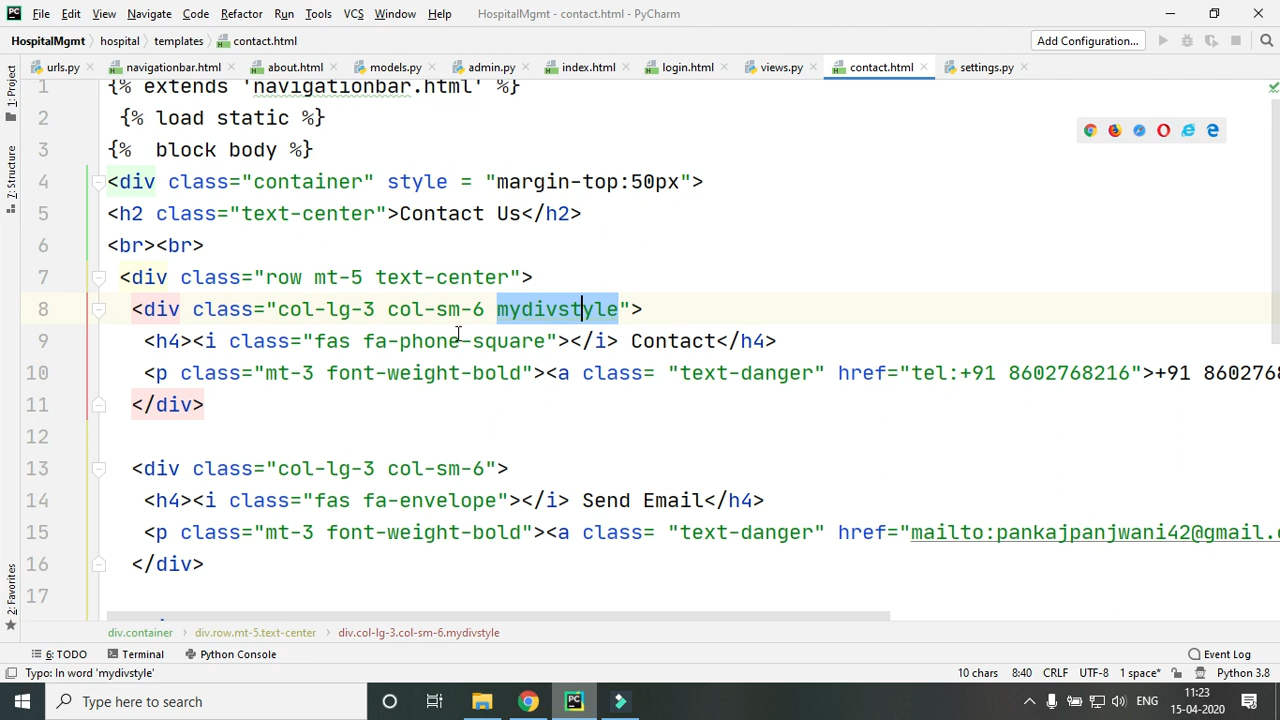 PC File Edit View Navigate Code Refactor Run Tools VCS Window Help HospitalMgmt - contact.html - PyCharm
HospitalMgmt hospital templates contact.html Add Configuration...
urls.py navigationbar.html about.html models.py admin.py index.html login.html views.py contact.html settings.py
1 {% extends 'navigationbar.html' %}
2 {% load static %}
3 {%  block body %}
4 <div class="container" style = "margin-top:50px">
5 <h2 class="text-center">Contact Us</h2>
6 <br><br>
7 <div class="row mt-5 text-center">
8 <div class="col-lg-3 col-sm-6 mydivstyle">
9 <h4><i class="fas fa-phone-square"></i> Contact</h4>
10 <p class="mt-3 font-weight-bold"><a class= "text-danger" href="tel:+91 8602768216">+91 860276
11 </div>
12
13 <div class="col-lg-3 col-sm-6">
14 <h4><i class="fas fa-envelope"></i> Send Email</h4>
15 <p class="mt-3 font-weight-bold"><a class= "text-danger" href="mailto:pankajpanjwani42@gmail.
16 </div>
17
1: Project
7: Structure
2: Favorites
div.container div.row.mt-5.text-center div.col-lg-3.col-sm-6.mydivstyle
6: TODO Terminal Python Console Event Log
Typo: In word 'mydivstyle' 10 chars 8:40 CRLF UTF-8 1 space* Python 3.8
Type here to search PC ENG 11:23
15-04-2020